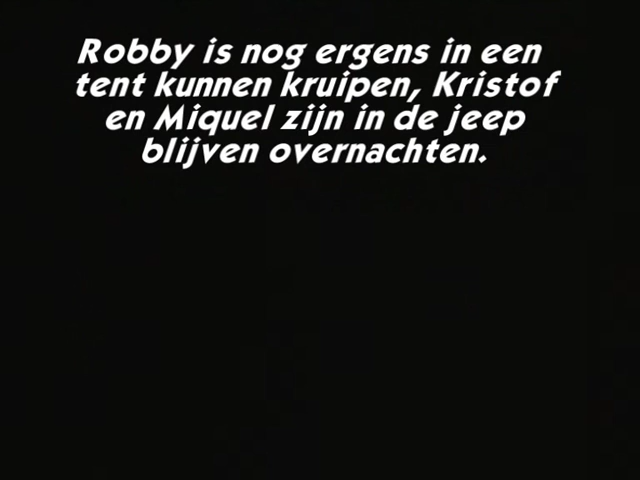 Robby is nog ergens in een
tent kunnen kruipen, Kristof
en Miquel zijn in de jeep
blijven overnachten.